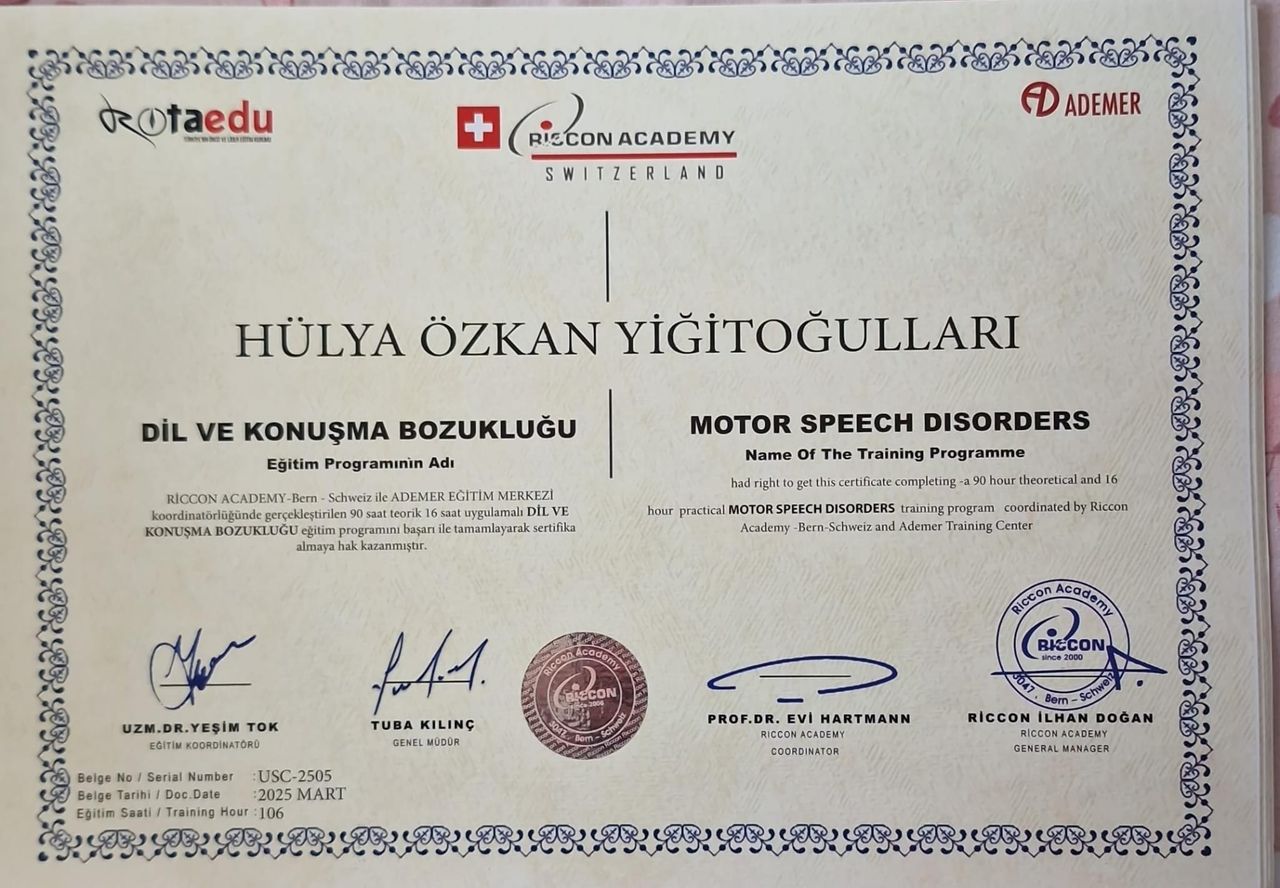 Rotaedu
RICCON ACADEMY
SWITZERLAND
AD ADEMER
HÜLYA ÖZKAN YİĞİTOĞULLARI
DİL VE KONUŞMA BOZUKLUĞU
Eğitim Programının Adı
RİCCON ACADEMY-Bern - Schweiz ile ADEMER EĞİTİM MERKEZİ
koordinatörlüğünde gerçekleştirilen 90 saat teorik 16 saat uygulamalı DİL VE
KONUŞMA BOZUKLUĞU eğitim programını başarı ile tamamlayarak sertifika
almaya hak kazanmıştır.
MOTOR SPEECH DISORDERS
Name Of The Training Programme
had right to get this certificate completing -a 90 hour theoretical and 16
hour practical MOTOR SPEECH DISORDERS training program coordinated by Riccon
Academy -Bern-Schweiz and Ademer Training Center
UZM.DR.YEŞİM TOK
EĞİTİM KOORDİNATÖRÜ
TUBA KILINÇ
GENEL MÜDÜR
Riccon Academy
RICCON
3047, Bern - Schweiz
PROF.DR. EVİ HARTMANN
RICCON ACADEMY
COORDINATOR
Riccon Academy
RICCON
since 2000
3047, Bern - Schweiz
RICCON İLHAN DOĞAN
RİCCON ACADEMY
GENERAL MANAGER
Belge No / Serial Number :USC-2505
Belge Tarihi / Doc.Date :2025 MART
Eğitim Saati / Training Hour :106